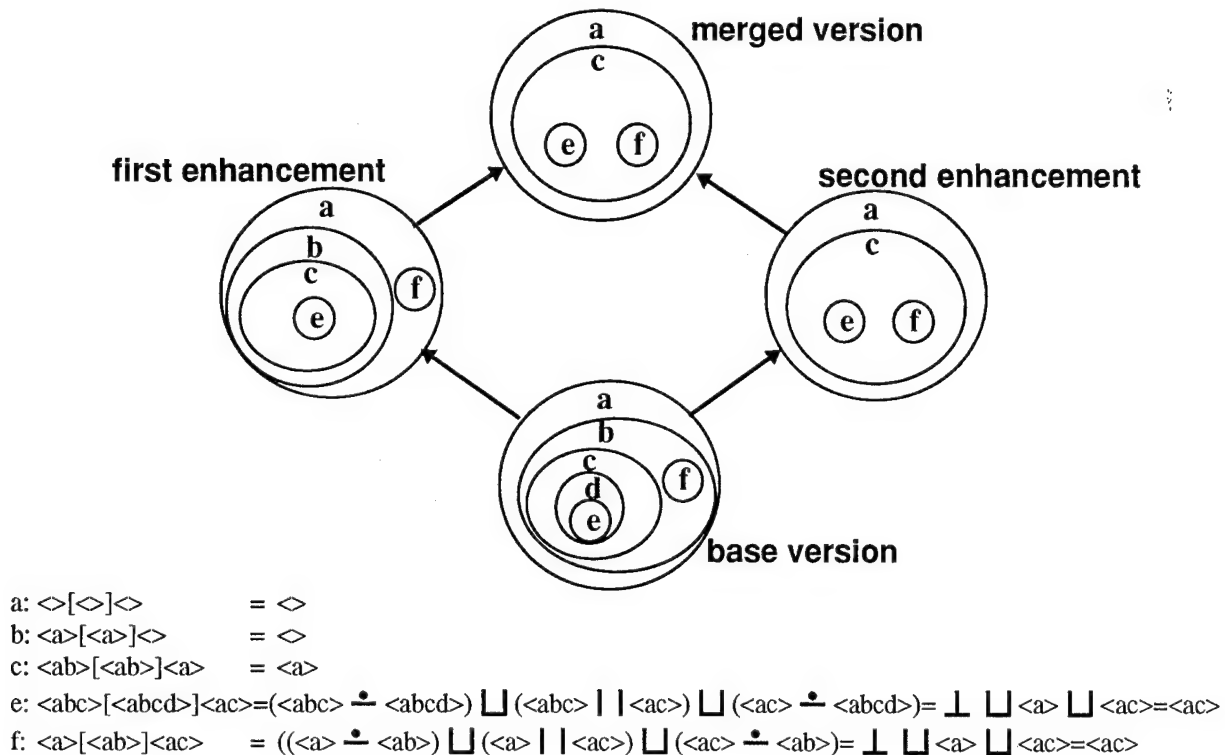 a
c
merged version
e f
first enhancement
a
b
c
f
e
second enhancement
a
c
e f
a
b
c
f
d
e
base version
a: <>[<>]<> = <>
b: <a>[<a>]<> = <>
c: <ab>[<ab>]<a> = <a>
e: <abc>[<abcd>]<ac>=(<abc> ∸ <abcd>) ⊔ (<abc> ⊓ <ac>) ⊔ (<ac> ∸ <abcd>)= ⊥ ⊔ <a> ⊔ <ac>=<ac>
f: <a>[<ab>]<ac> = ((<a> ∸ <ab>) ⊔ (<a> ⊓ <ac>) ⊔ (<ac> ∸ <ab>)= ⊥ ⊔ <a> ⊔ <ac>=<ac>